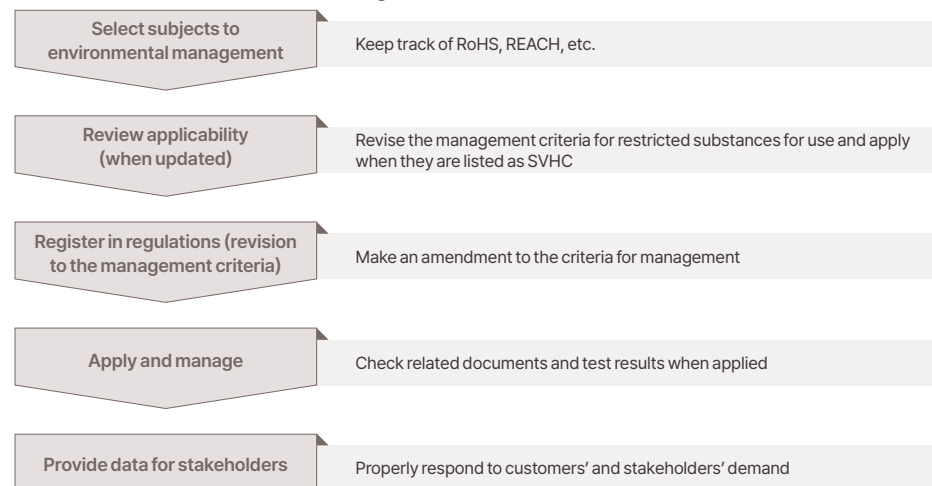 Select subjects to
environmental management
Keep track of RoHS, REACH, etc.
Review applicability
(when updated)
Revise the management criteria for restricted substances for use and apply
when they are listed as SVHC
Register in regulations (revision
to the management criteria)
Make an amendment to the criteria for management
Apply and manage
Check related documents and test results when applied
Provide data for stakeholders
Properly respond to customers’ and stakeholders’ demand